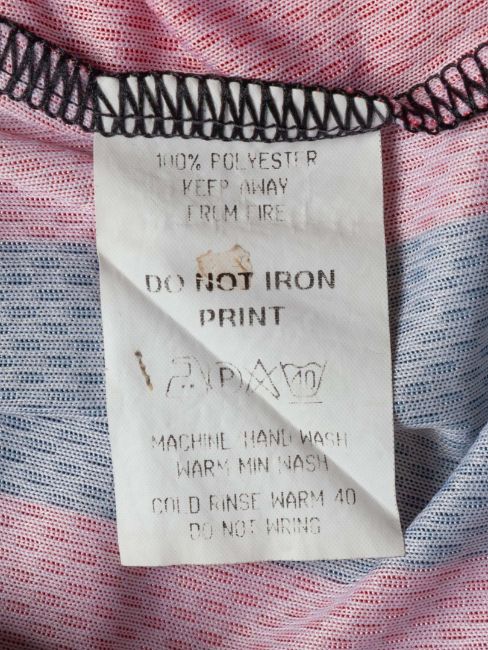 100% POLYESTER
KEEP AWAY
FROM FIRE
DO NOT IRON
PRINT
P 40
MACHINE/HAND WASH
WARM MIN WASH
COLD RINSE WARM 40
DO NOT WRING